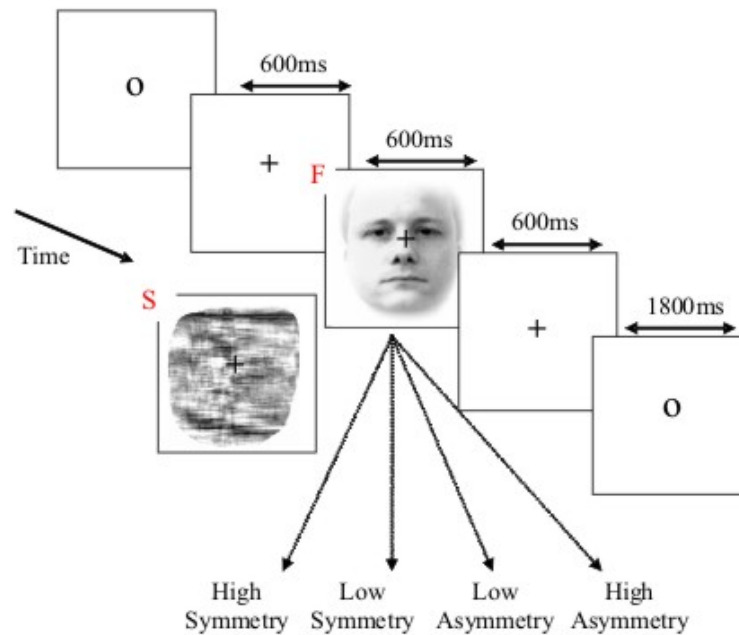 o
600ms
+
600ms
F
+
600ms
Time
S
+
+
1800ms
o
High
Symmetry
Low
Symmetry
Low
Asymmetry
High
Asymmetry